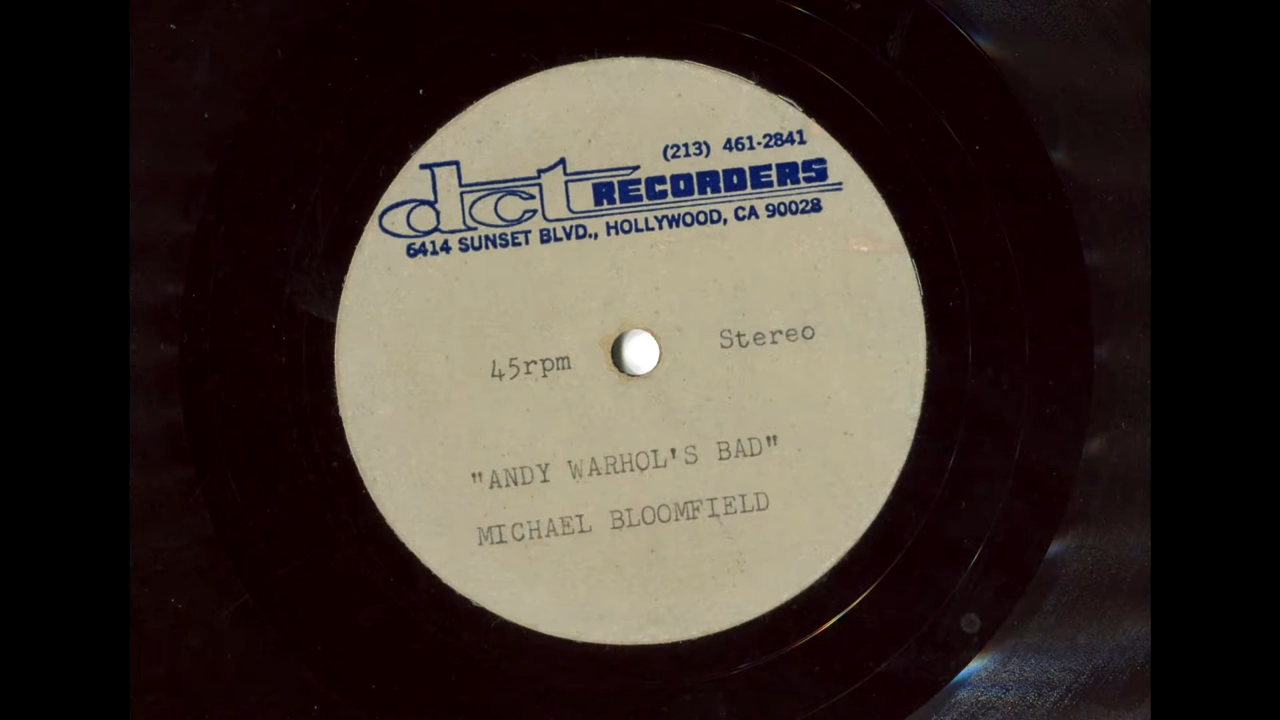 (213) 461-2841
dct RECORDERS
6414 SUNSET BLVD., HOLLYWOOD, CA 90028
45rpm Stereo
"ANDY WARHOL'S BAD"
MICHAEL BLOOMFIELD